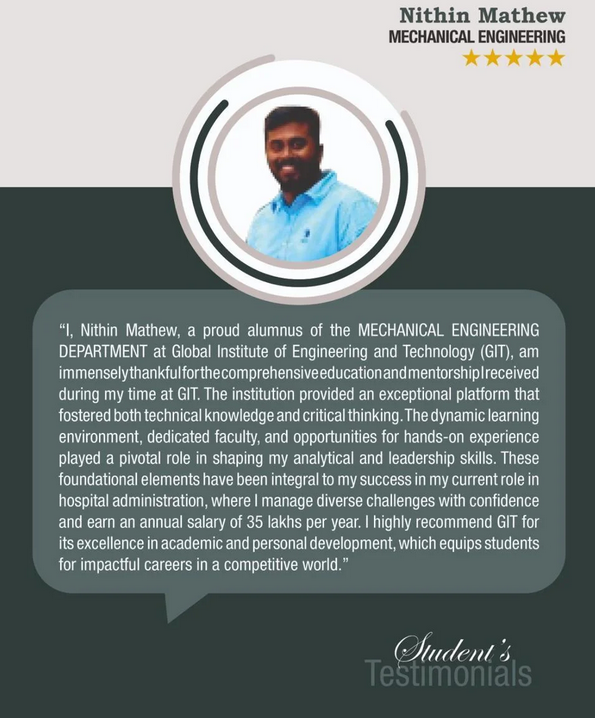 Nithin Mathew
MECHANICAL ENGINEERING
“I, Nithin Mathew, a proud alumnus of the MECHANICAL ENGINEERING
DEPARTMENT at Global Institute of Engineering and Technology (GIT), am
immenselythankfulforthecomprehensiveeducationandmentorshipIreceived
during my time at GIT. The institution provided an exceptional platform that
fostered both technical knowledge and critical thinking. The dynamic learning
environment, dedicated faculty, and opportunities for hands-on experience
played a pivotal role in shaping my analytical and leadership skills. These
foundational elements have been integral to my success in my current role in
hospital administration, where I manage diverse challenges with confidence
and earn an annual salary of 35 lakhs per year. I highly recommend GIT for
its excellence in academic and personal development, which equips students
for impactful careers in a competitive world.”
Student’s
Testimonials